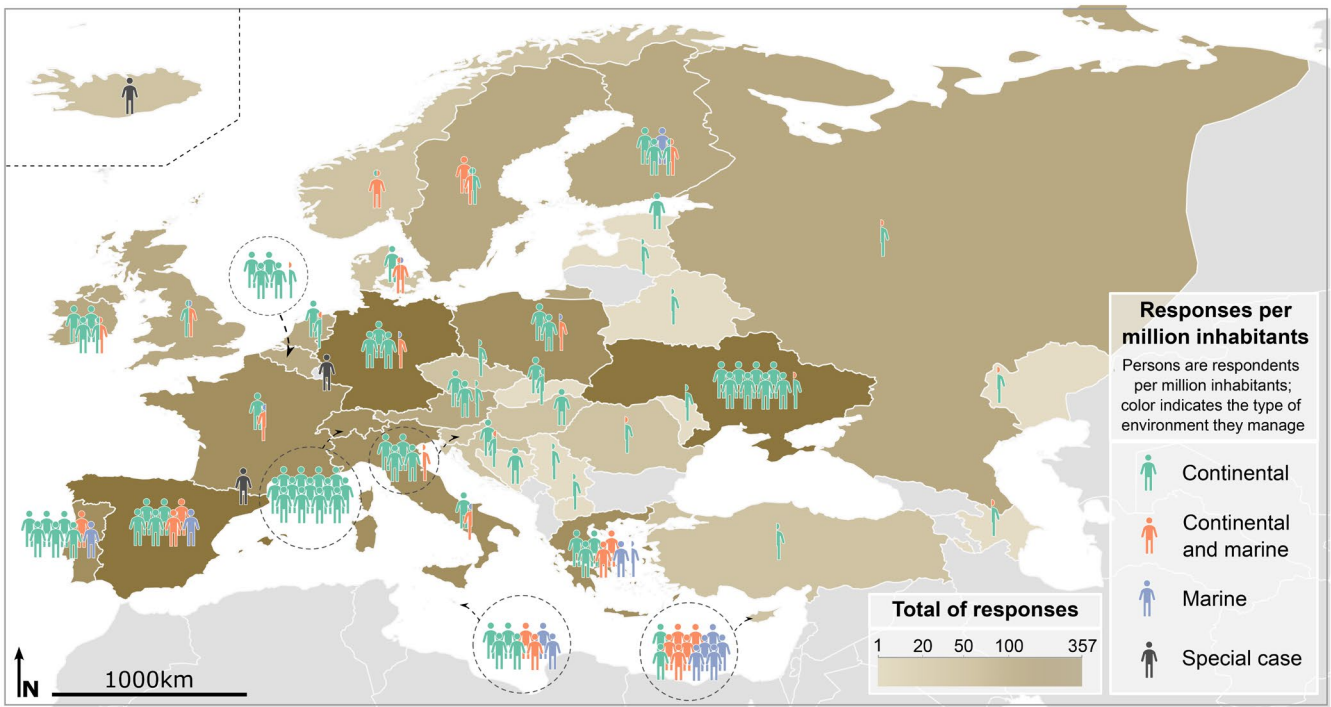 Responses per
million inhabitants
Persons are respondents
per million inhabitants;
color indicates the type of
environment they manage
Continental
Continental
and marine
Marine
Special case
Total of responses
1 20 50 100 357
N
1000km